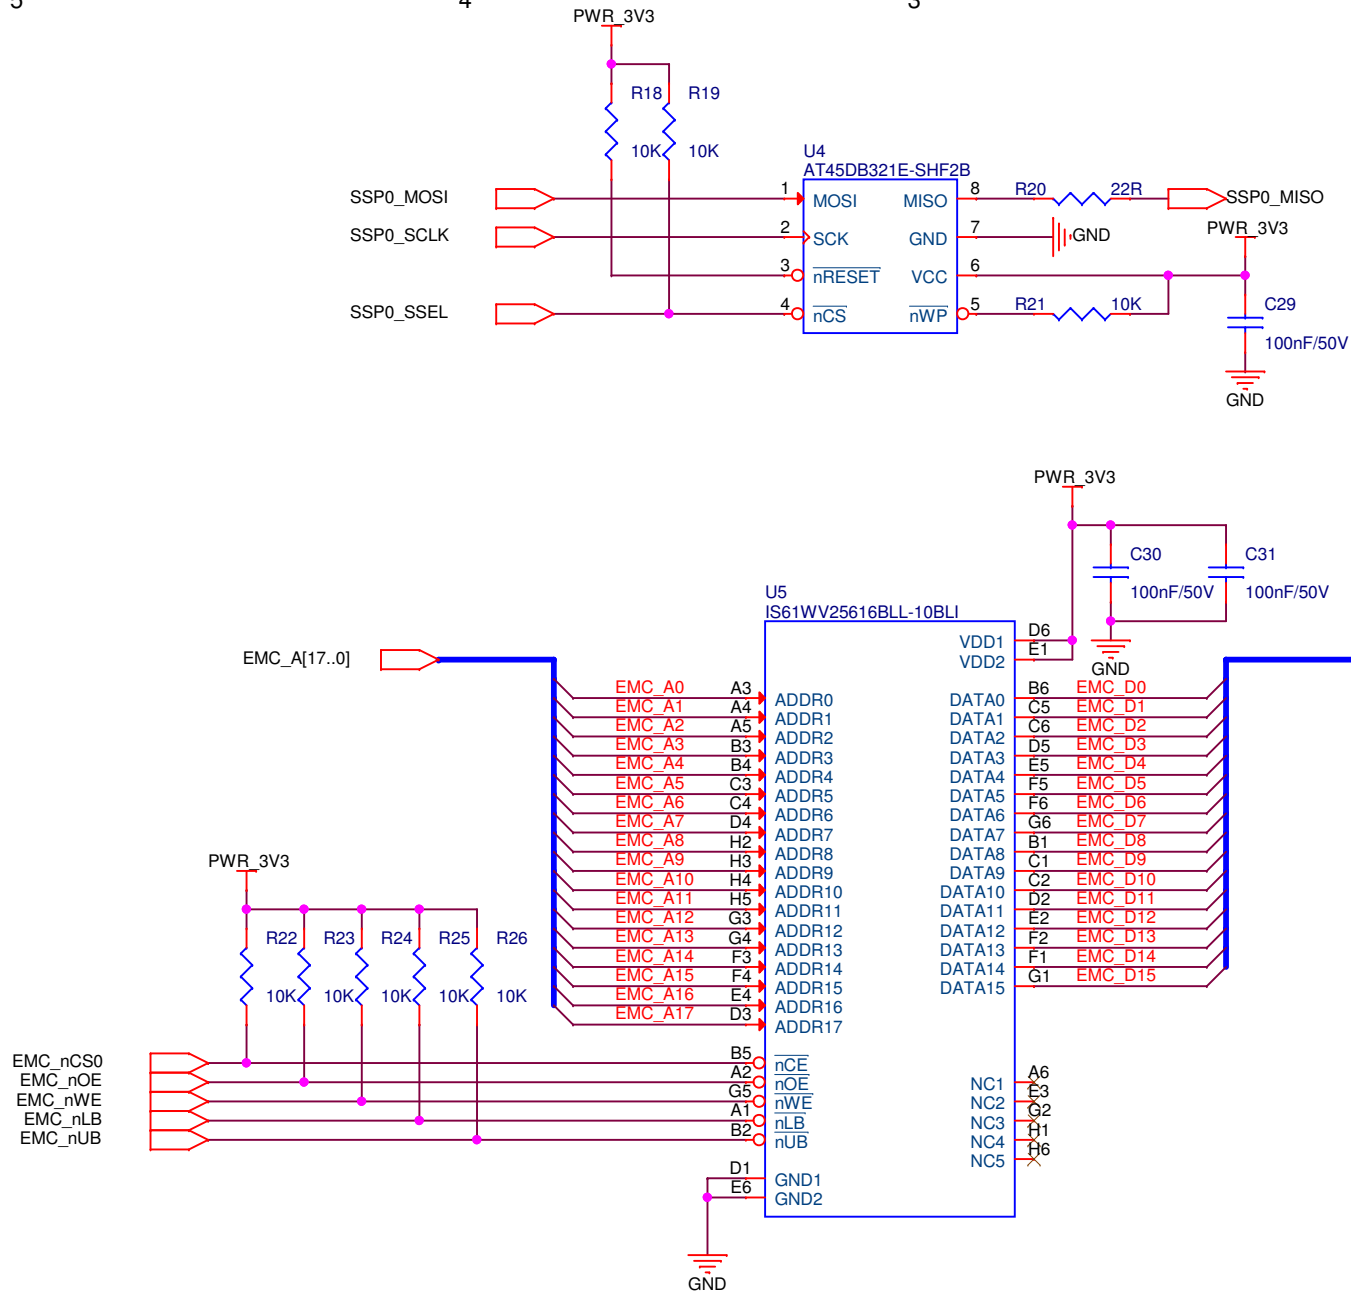 5 4 3
PWR_3V3
R18 R19
10K 10K
U4
AT45DB321E-SHF2B
SSP0_MOSI 1 MOSI MISO 8 R20 22R SSP0_MISO
SSP0_SCLK 2 SCK GND 7 GND PWR_3V3
3 nRESET VCC 6
SSP0_SSEL 4 nCS nWP 5 R21 10K C29
100nF/50V
GND
PWR_3V3
C30 C31
100nF/50V 100nF/50V
U5
IS61WV25616BLL-10BLI
VDD1 D6
VDD2 E1
GND
EMC_A[17..0]
EMC_A0 A3 ADDR0 DATA0 B6 EMC_D0
EMC_A1 A4 ADDR1 DATA1 C5 EMC_D1
EMC_A2 A5 ADDR2 DATA2 C6 EMC_D2
EMC_A3 B3 ADDR3 DATA3 D5 EMC_D3
EMC_A4 B4 ADDR4 DATA4 E5 EMC_D4
EMC_A5 C3 ADDR5 DATA5 F5 EMC_D5
EMC_A6 C4 ADDR6 DATA6 F6 EMC_D6
EMC_A7 D4 ADDR7 DATA7 G6 EMC_D7
EMC_A8 H2 ADDR8 DATA8 B1 EMC_D8
EMC_A9 H3 ADDR9 DATA9 C1 EMC_D9
EMC_A10 H4 ADDR10 DATA10 C2 EMC_D10
EMC_A11 H5 ADDR11 DATA11 D2 EMC_D11
EMC_A12 G3 ADDR12 DATA12 E2 EMC_D12
EMC_A13 G4 ADDR13 DATA13 F2 EMC_D13
EMC_A14 F3 ADDR14 DATA14 F1 EMC_D14
EMC_A15 F4 ADDR15 DATA15 G1 EMC_D15
EMC_A16 E4 ADDR16
EMC_A17 D3 ADDR17
PWR_3V3
R22 R23 R24 R25 R26
10K 10K 10K 10K 10K
EMC_nCS0 B5 nCE
EMC_nOE A2 nOE NC1 A6
EMC_nWE G5 nWE NC2 E3
EMC_nLB A1 nLB NC3 G2
EMC_nUB B2 nUB NC4 H1
NC5 H6
D1 GND1
E6 GND2
GND